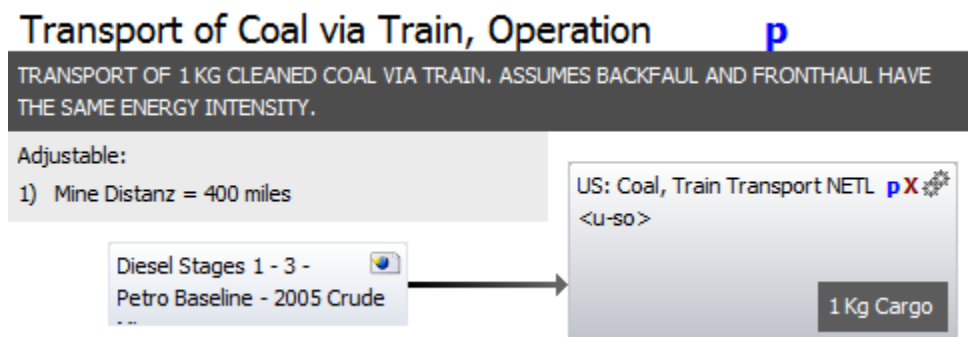 Transport of Coal via Train, Operation p
TRANSPORT OF 1 KG CLEANED COAL VIA TRAIN. ASSUMES BACKFAUL AND FRONTHAUL HAVE
THE SAME ENERGY INTENSITY.
Adjustable:
1) Mine Distanz = 400 miles
US: Coal, Train Transport NETL p X
<u-so>
Diesel Stages 1 - 3 -
Petro Baseline - 2005 Crude
1 Kg Cargo